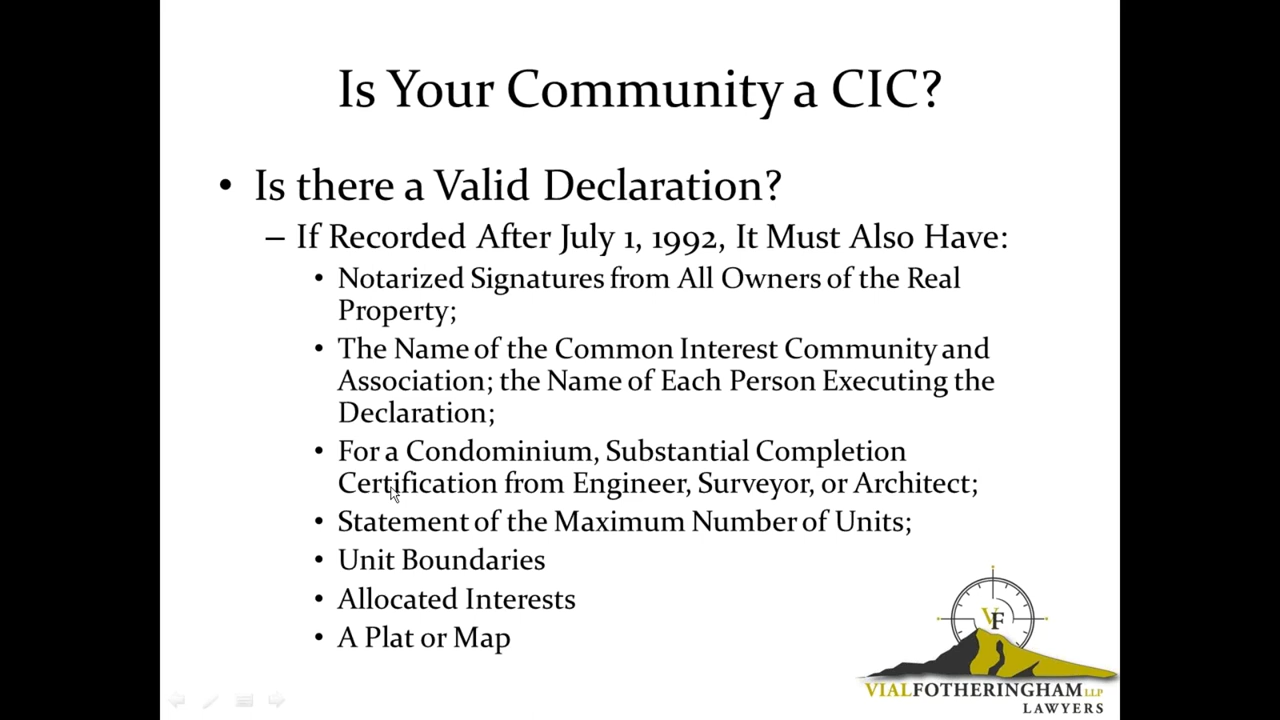 Is Your Community a CIC?
• Is there a Valid Declaration?
– If Recorded After July 1, 1992, It Must Also Have:
• Notarized Signatures from All Owners of the Real
Property;
• The Name of the Common Interest Community and
Association; the Name of Each Person Executing the
Declaration;
• For a Condominium, Substantial Completion
Certification from Engineer, Surveyor, or Architect;
• Statement of the Maximum Number of Units;
• Unit Boundaries
• Allocated Interests
• A Plat or Map
VF
VIALFOTHERINGHAM LLP
LAWYERS